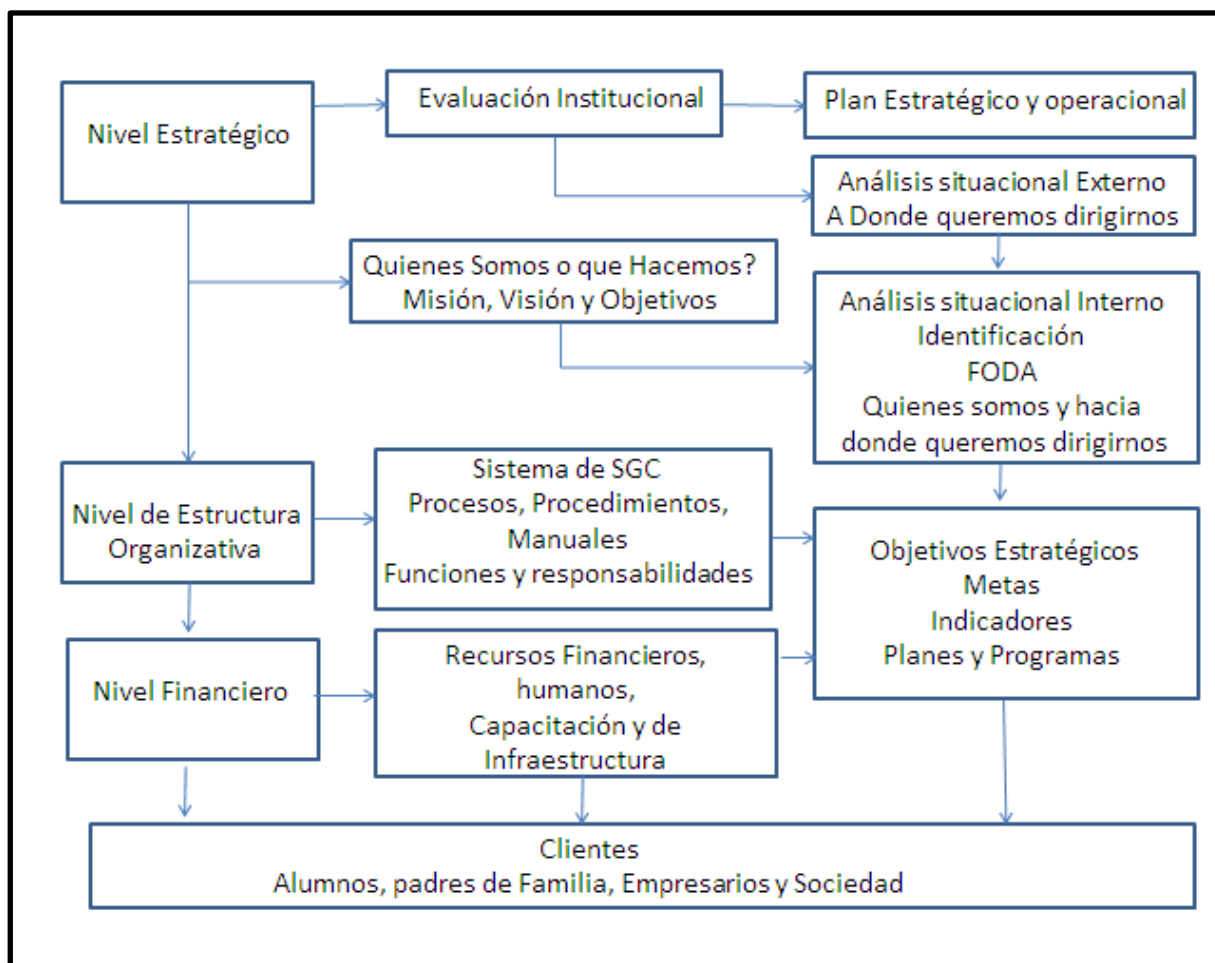 Nivel Estratégico
Evaluación Institucional
Plan Estratégico y operacional
Análisis situacional Externo
A Donde queremos dirigirnos
Quienes Somos o que Hacemos?
Misión, Visión y Objetivos
Análisis situacional Interno
Identificación
FODA
Quienes somos y hacia
donde queremos dirigirnos
Nivel de Estructura
Organizativa
Sistema de SGC
Procesos, Procedimientos,
Manuales
Funciones y responsabilidades
Objetivos Estratégicos
Metas
Indicadores
Planes y Programas
Nivel Financiero
Recursos Financieros,
humanos,
Capacitación y de
Infraestructura
Clientes
Alumnos, padres de Familia, Empresarios y Sociedad